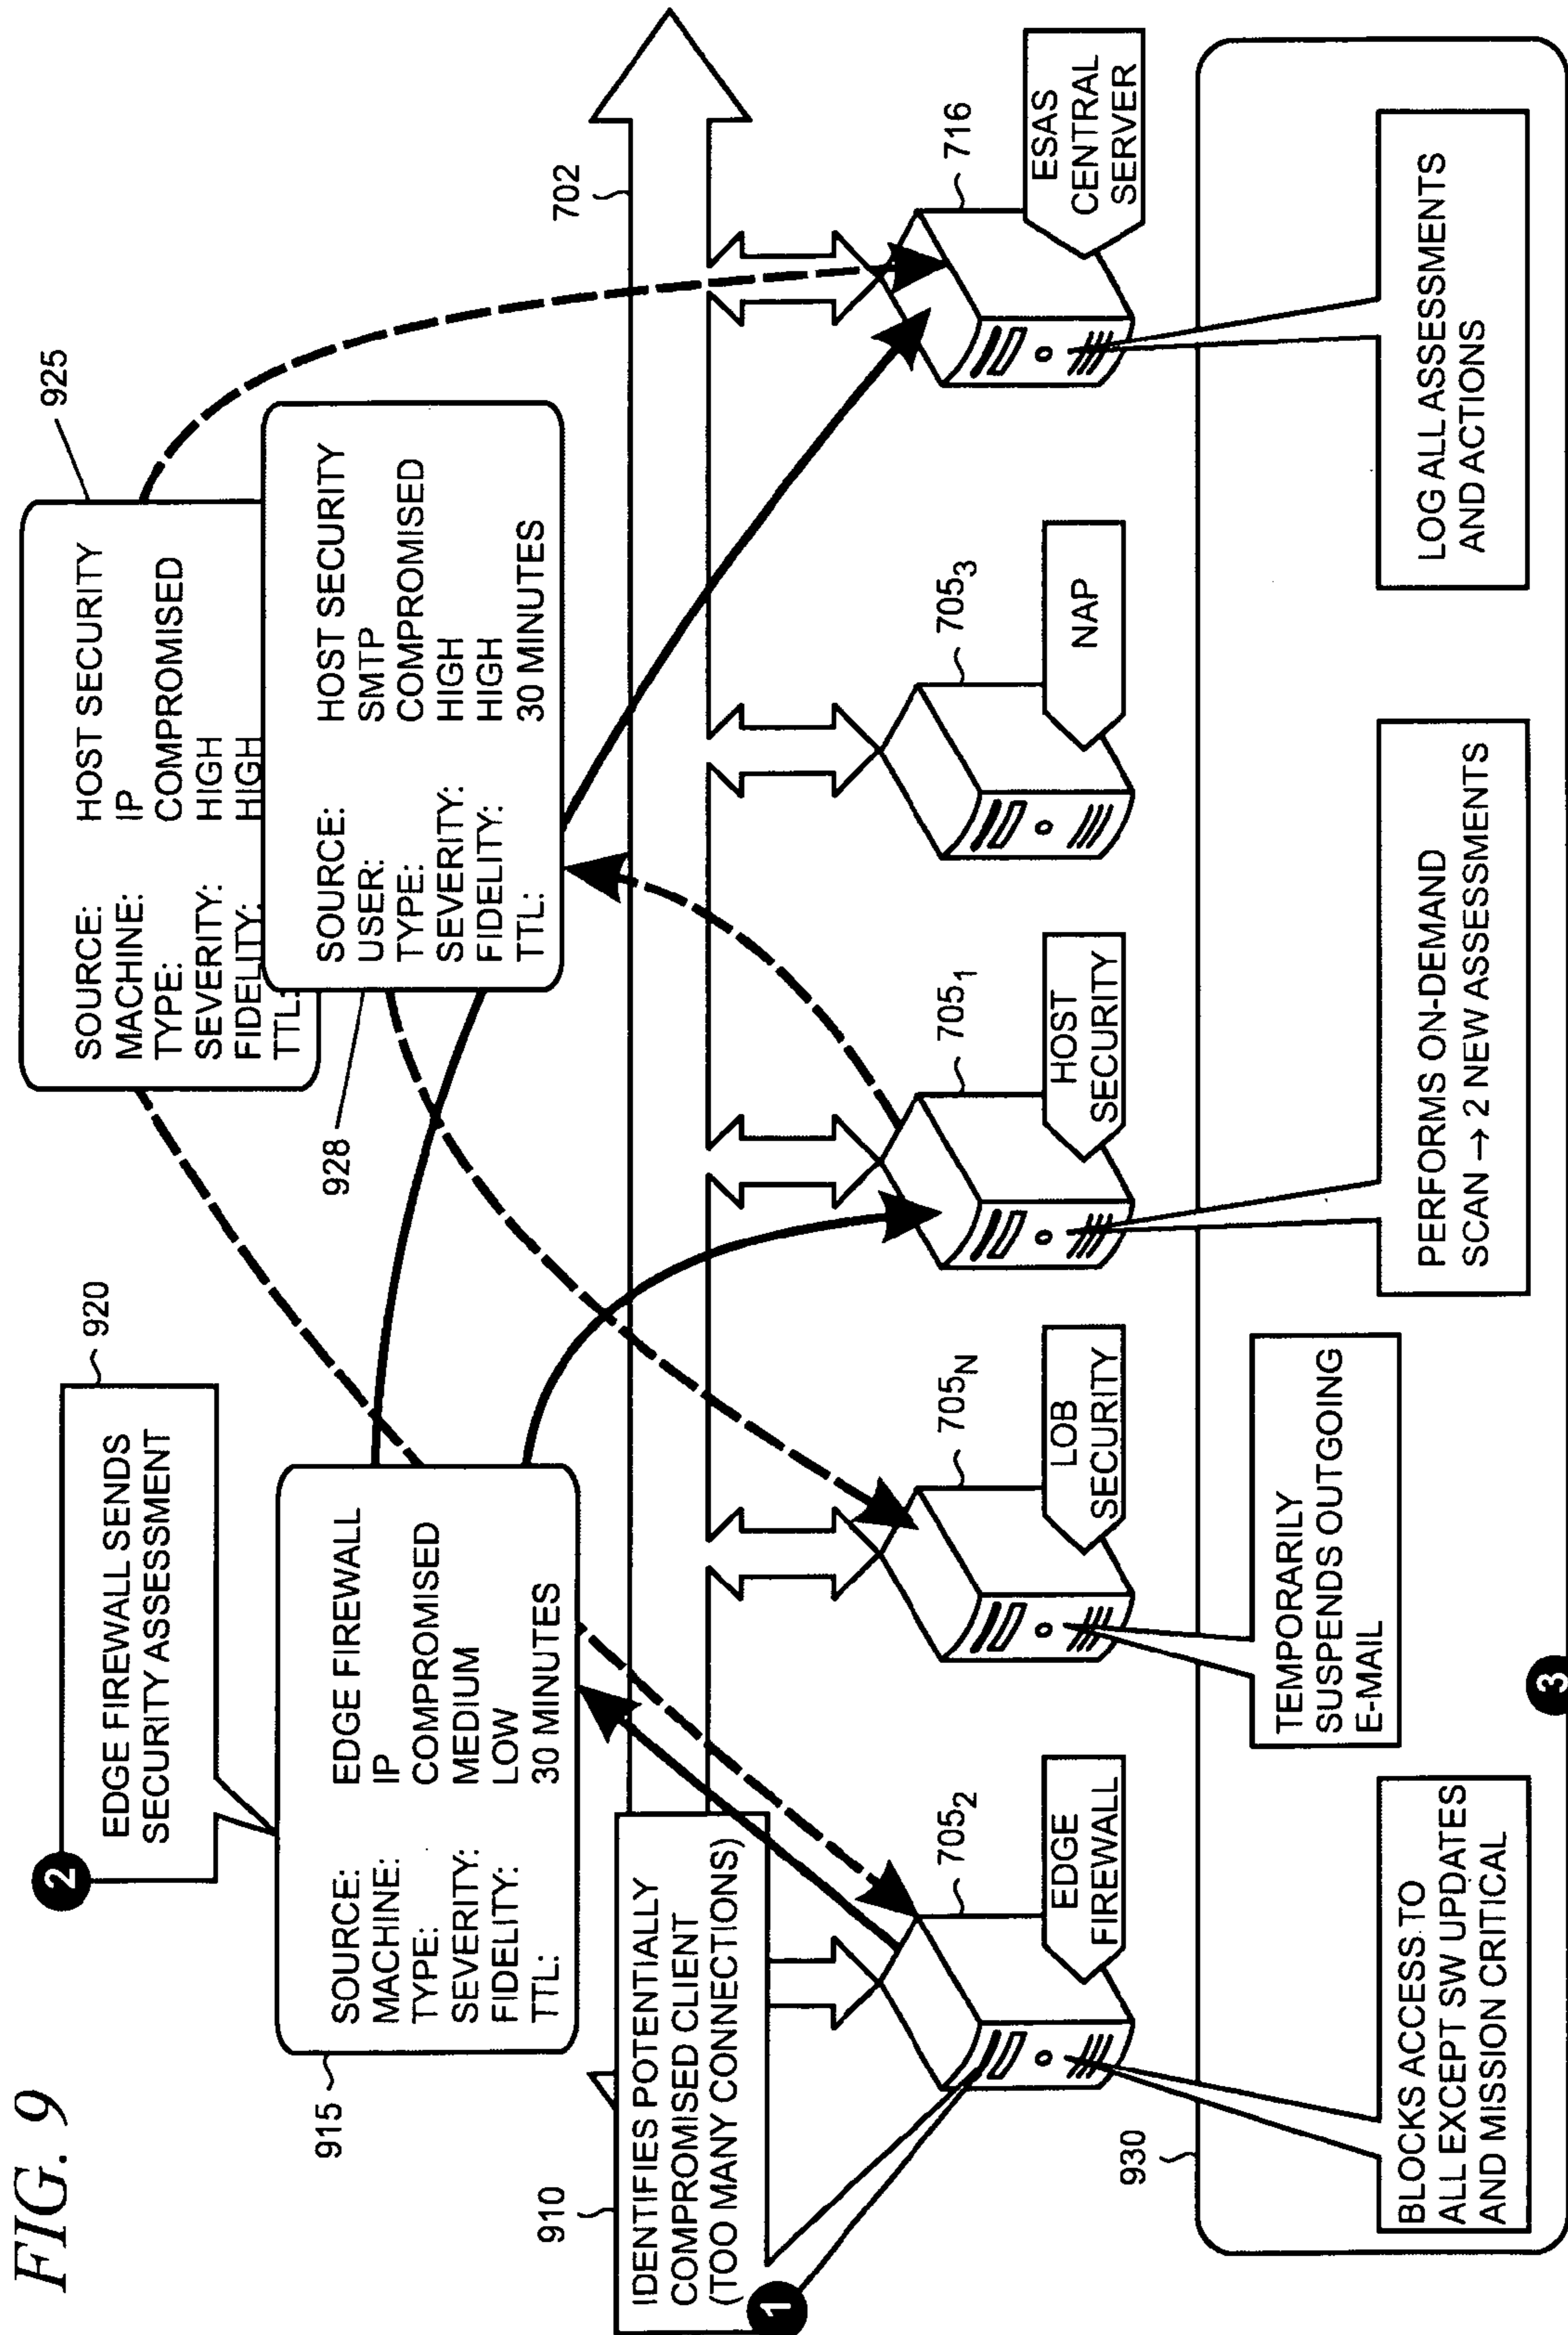 FIG. 9
2
EDGE FIREWALL SENDS
SECURITY ASSESSMENT
920
915
SOURCE: EDGE FIREWALL
MACHINE: IP
TYPE: COMPROMISED
SEVERITY: MEDIUM
FIDELITY: LOW
TTL: 30 MINUTES
925
SOURCE: HOST SECURITY
MACHINE: IP
TYPE: COMPROMISED
SEVERITY: HIGH
FIDELITY: HIGH
TTL:
928
SOURCE: HOST SECURITY
USER: SMTP
TYPE: COMPROMISED
SEVERITY: HIGH
FIDELITY: HIGH
TTL: 30 MINUTES
702
910
IDENTIFIES POTENTIALLY
COMPROMISED CLIENT
(TOO MANY CONNECTIONS)
1
705₂
EDGE
FIREWALL
705N
LOB
SECURITY
705₁
HOST
SECURITY
705₃
NAP
716
ESAS
CENTRAL
SERVER
930
BLOCKS ACCESS TO
ALL EXCEPT SW UPDATES
AND MISSION CRITICAL
TEMPORARILY
SUSPENDS OUTGOING
E-MAIL
PERFORMS ON-DEMAND
SCAN → 2 NEW ASSESSMENTS
LOG ALL ASSESSMENTS
AND ACTIONS
3